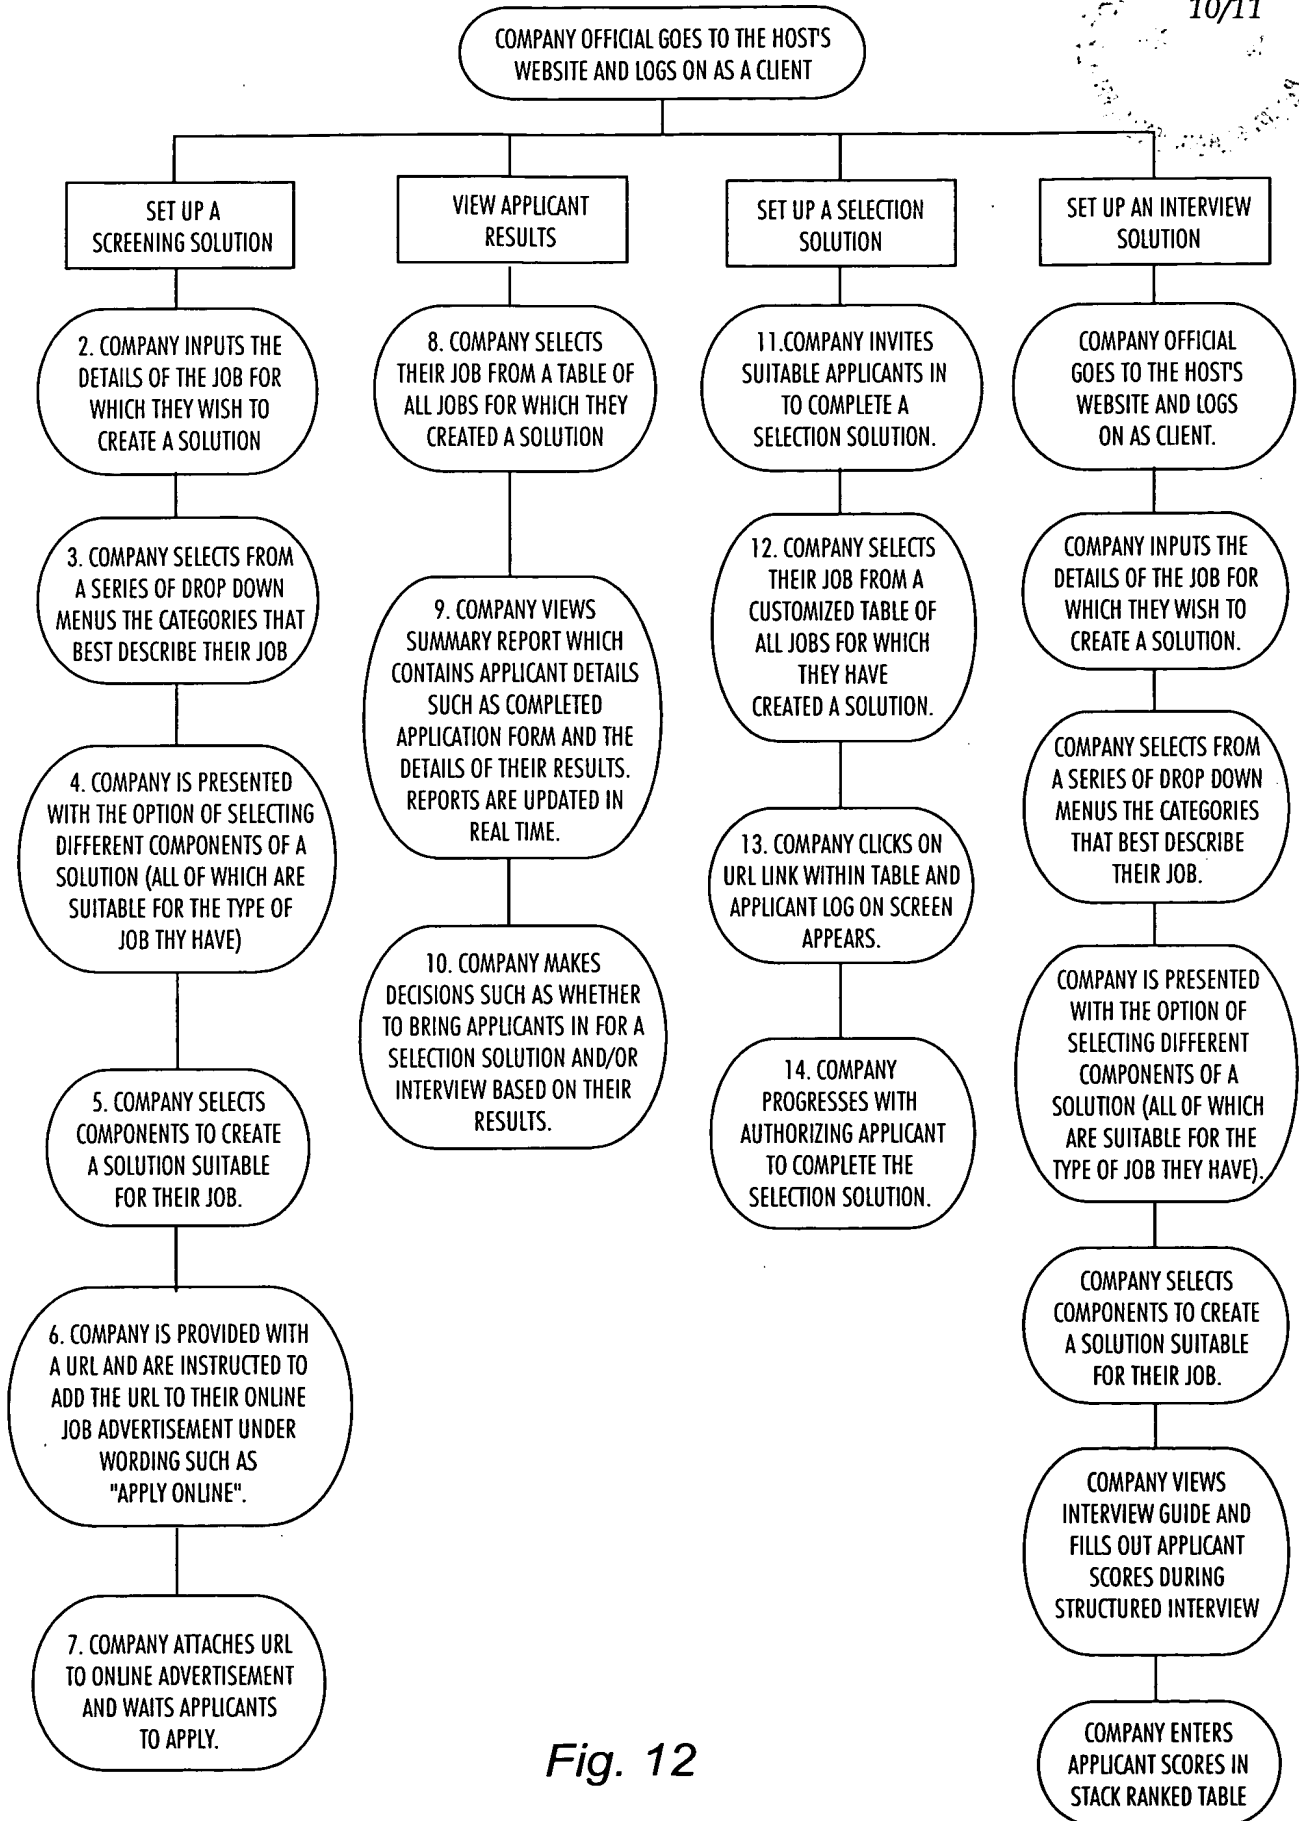 10/11
COMPANY OFFICIAL GOES TO THE HOST'S
WEBSITE AND LOGS ON AS A CLIENT
SET UP A
SCREENING SOLUTION
2. COMPANY INPUTS THE
DETAILS OF THE JOB FOR
WHICH THEY WISH TO
CREATE A SOLUTION
3. COMPANY SELECTS FROM
A SERIES OF DROP DOWN
MENUS THE CATEGORIES THAT
BEST DESCRIBE THEIR JOB
4. COMPANY IS PRESENTED
WITH THE OPTION OF SELECTING
DIFFERENT COMPONENTS OF A
SOLUTION (ALL OF WHICH ARE
SUITABLE FOR THE TYPE OF
JOB THY HAVE)
5. COMPANY SELECTS
COMPONENTS TO CREATE
A SOLUTION SUITABLE
FOR THEIR JOB.
6. COMPANY IS PROVIDED WITH
A URL AND ARE INSTRUCTED TO
ADD THE URL TO THEIR ONLINE
JOB ADVERTISEMENT UNDER
WORDING SUCH AS
"APPLY ONLINE".
7. COMPANY ATTACHES URL
TO ONLINE ADVERTISEMENT
AND WAITS APPLICANTS
TO APPLY.
VIEW APPLICANT
RESULTS
8. COMPANY SELECTS
THEIR JOB FROM A TABLE OF
ALL JOBS FOR WHICH THEY
CREATED A SOLUTION
9. COMPANY VIEWS
SUMMARY REPORT WHICH
CONTAINS APPLICANT DETAILS
SUCH AS COMPLETED
APPLICATION FORM AND THE
DETAILS OF THEIR RESULTS.
REPORTS ARE UPDATED IN
REAL TIME.
10. COMPANY MAKES
DECISIONS SUCH AS WHETHER
TO BRING APPLICANTS IN FOR A
SELECTION SOLUTION AND/OR
INTERVIEW BASED ON THEIR
RESULTS.
SET UP A SELECTION
SOLUTION
11.COMPANY INVITES
SUITABLE APPLICANTS IN
TO COMPLETE A
SELECTION SOLUTION.
12. COMPANY SELECTS
THEIR JOB FROM A
CUSTOMIZED TABLE OF
ALL JOBS FOR WHICH
THEY HAVE
CREATED A SOLUTION.
13. COMPANY CLICKS ON
URL LINK WITHIN TABLE AND
APPLICANT LOG ON SCREEN
APPEARS.
14. COMPANY
PROGRESSES WITH
AUTHORIZING APPLICANT
TO COMPLETE THE
SELECTION SOLUTION.
SET UP AN INTERVIEW
SOLUTION
COMPANY OFFICIAL
GOES TO THE HOST'S
WEBSITE AND LOGS
ON AS CLIENT.
COMPANY INPUTS THE
DETAILS OF THE JOB FOR
WHICH THEY WISH TO
CREATE A SOLUTION.
COMPANY SELECTS FROM
A SERIES OF DROP DOWN
MENUS THE CATEGORIES
THAT BEST DESCRIBE
THEIR JOB.
COMPANY IS PRESENTED
WITH THE OPTION OF
SELECTING DIFFERENT
COMPONENTS OF A
SOLUTION (ALL OF WHICH
ARE SUITABLE FOR THE
TYPE OF JOB THEY HAVE).
COMPANY SELECTS
COMPONENTS TO CREATE
A SOLUTION SUITABLE
FOR THEIR JOB.
COMPANY VIEWS
INTERVIEW GUIDE AND
FILLS OUT APPLICANT
SCORES DURING
STRUCTURED INTERVIEW
COMPANY ENTERS
APPLICANT SCORES IN
STACK RANKED TABLE
Fig. 12